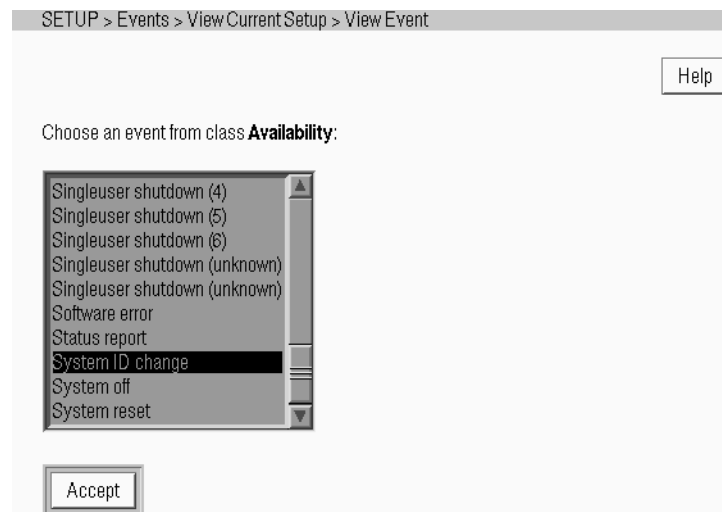 SETUP > Events > View Current Setup > View Event
Help
Choose an event from class Availability:
Singleuser shutdown (4)
Singleuser shutdown (5)
Singleuser shutdown (6)
Singleuser shutdown (unknown)
Singleuser shutdown (unknown)
Software error
Status report
System ID change
System off
System reset
Accept